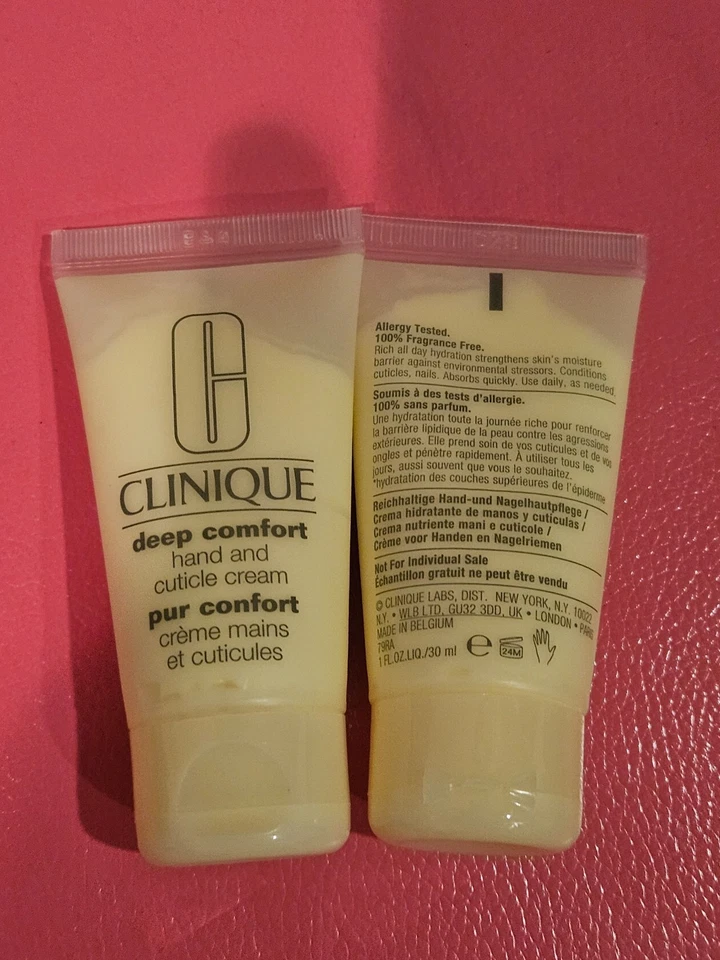 CLINIQUE
deep comfort
hand and
cuticle cream
pur confort
crème mains
et cuticules
Allergy Tested.
100% Fragrance Free.
Rich all day hydration strengthens skin's moisture
barrier against environmental stressors. Conditions
cuticles, nails. Absorbs quickly. Use daily, as needed.
Soumis à des tests d'allergie.
100% sans parfum.
Une hydratation toute la journée riche pour renforcer
la barrière lipidique de la peau contre les agressions
extérieures. Elle prend soin de vos cuticules et de vos
ongles et pénètre rapidement. À utiliser tous les
jours, aussi souvent que vous le souhaitez.
*hydratation des couches supérieures de l'épiderme
Reichhaltige Hand-und Nagelhautpflege /
Crema hidratante de manos y cutículas /
Crema nutriente mani e cuticole /
Crème voor Handen en Nagelriemen
Not For Individual Sale
Échantillon gratuit ne peut être vendu
© CLINIQUE LABS, DIST. NEW YORK, N.Y. 10022
N.Y. • WLB LTD, GU32 3DD, UK • LONDON • PARIS
MADE IN BELGIUM
79RA
1 FL.OZ.LIQ./30 ml e 24M